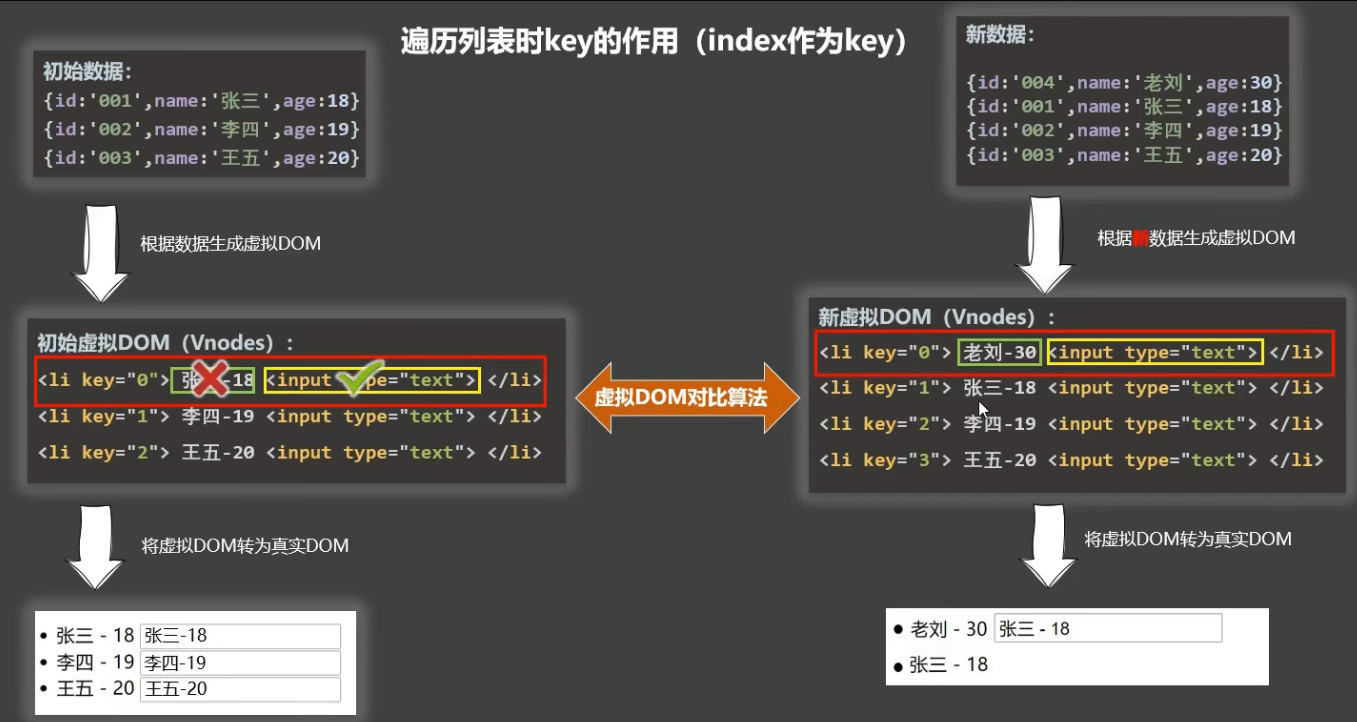 遍历列表时key的作用（index作为key）
初始数据：
{id:'001',name:'张三',age:18}
{id:'002',name:'李四',age:19}
{id:'003',name:'王五',age:20}
根据数据生成虚拟DOM
初始虚拟DOM（Vnodes）：
<li key="0"> 张三-18 <input type="text"> </li>
<li key="1"> 李四-19 <input type="text"> </li>
<li key="2"> 王五-20 <input type="text"> </li>
将虚拟DOM转为真实DOM
• 张三 - 18 张三-18
• 李四 - 19 李四-19
• 王五 - 20 王五-20
虚拟DOM对比算法
新数据：
{id:'004',name:'老刘',age:30}
{id:'001',name:'张三',age:18}
{id:'002',name:'李四',age:19}
{id:'003',name:'王五',age:20}
根据新数据生成虚拟DOM
新虚拟DOM（Vnodes）：
<li key="0"> 老刘-30 <input type="text"> </li>
<li key="1"> 张三-18 <input type="text"> </li>
<li key="2"> 李四-19 <input type="text"> </li>
<li key="3"> 王五-20 <input type="text"> </li>
将虚拟DOM转为真实DOM
• 老刘 - 30 张三 - 18
• 张三 - 18